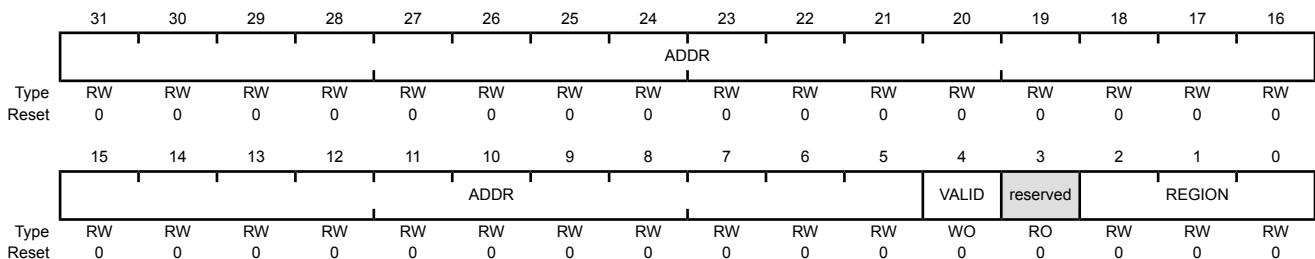 31 30 29 28 27 26 25 24 23 22 21 20 19 18 17 16
ADDR
Type RW RW RW RW RW RW RW RW RW RW RW RW RW RW RW RW
Reset 0 0 0 0 0 0 0 0 0 0 0 0 0 0 0 0
15 14 13 12 11 10 9 8 7 6 5 4 3 2 1 0
ADDR VALID reserved REGION
Type RW RW RW RW RW RW RW RW RW RW RW WO RO RW RW RW
Reset 0 0 0 0 0 0 0 0 0 0 0 0 0 0 0 0